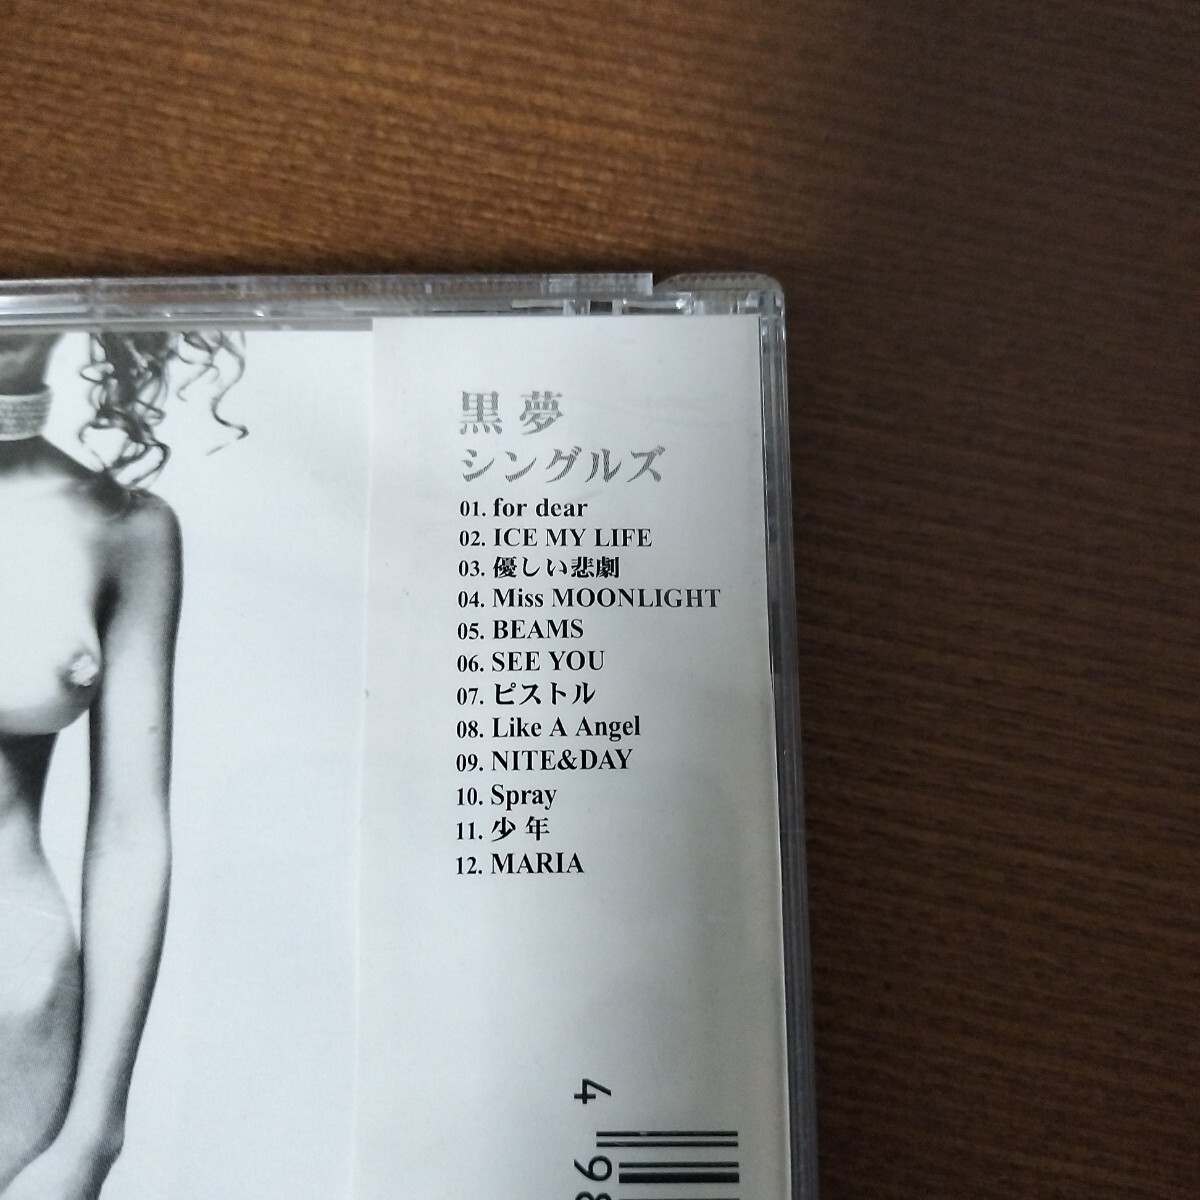 黒夢
シングルズ
01. for dear
02. ICE MY LIFE
03. 優しい悲劇
04. Miss MOONLIGHT
05. BEAMS
06. SEE YOU
07. ピストル
08. Like A Angel
09. NITE&DAY
10. Spray
11. 少年
12. MARIA
4 98